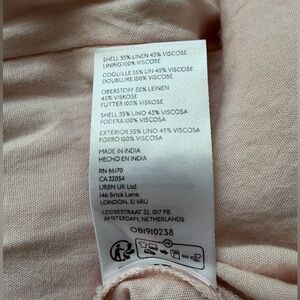 SHELL 55% LINEN 45% VISCOSE
LINING 100% VISCOSE
COQUILLE 55% LIN 45% VISCOSE
DOUBLURE 100% VISCOSE
OBERSTOFF 55% LEINEN
45% VISKOSE
FUTTER 100% VISKOSE
SHELL 55% LINO 45% VISCOSA
FODERA 100% VISCOSA
EXTERIOR 55% LINO 45% VISCOSA
FORRO 100% VISCOSA
MADE IN INDIA
HECHO EN INDIA
RN 66170
CA 32054
URBN UK Ltd.
146 Brick Lane,
LONDON, E1 6RU
LEIDSESTRAAT 32, 1017 PB
AMSTERDAM, NETHERLANDS
OB1910238